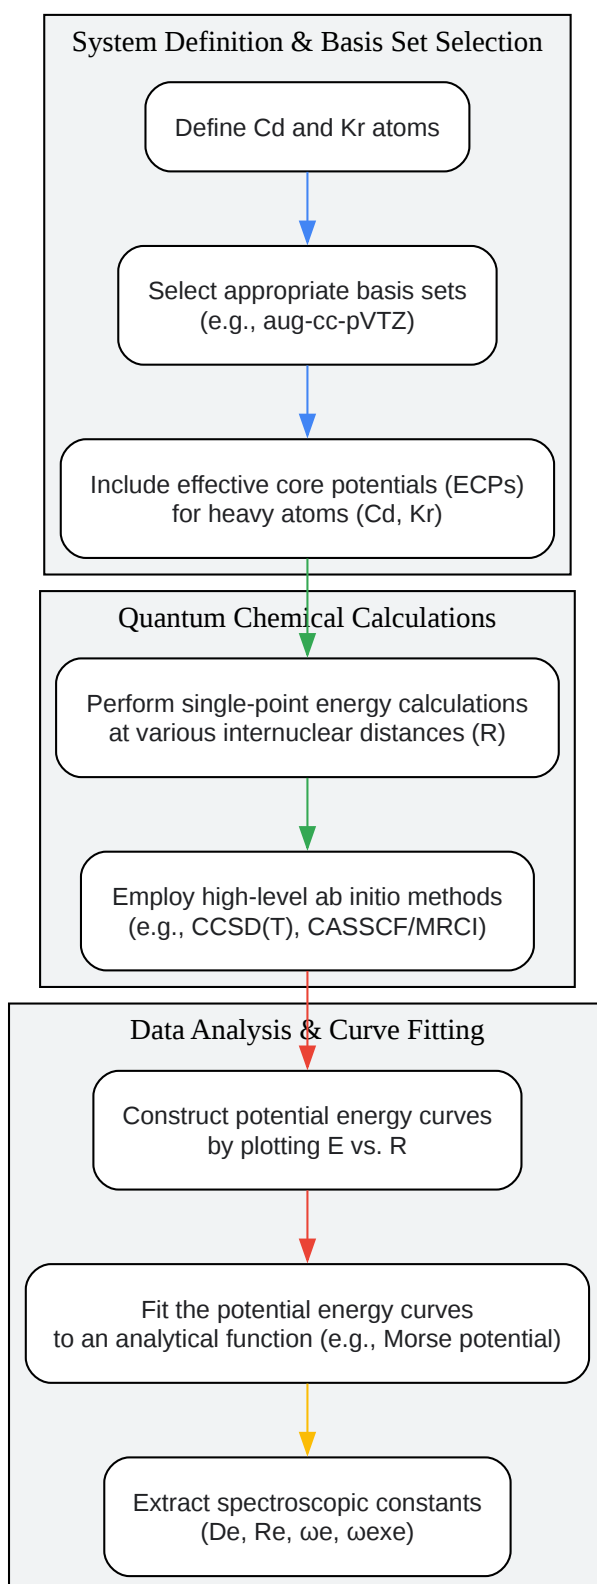 System Definition & Basis Set Selection
Define Cd and Kr atoms
Select appropriate basis sets
(e.g., aug-cc-pVTZ)
Include effective core potentials (ECPs)
for heavy atoms (Cd, Kr)
Quantum Chemical Calculations
Perform single-point energy calculations
at various internuclear distances (R)
Employ high-level ab initio methods
(e.g., CCSD(T), CASSCF/MRCI)
Data Analysis & Curve Fitting
Construct potential energy curves
by plotting E vs. R
Fit the potential energy curves
to an analytical function (e.g., Morse potential)
Extract spectroscopic constants
(De, Re, ωe, ωexe)